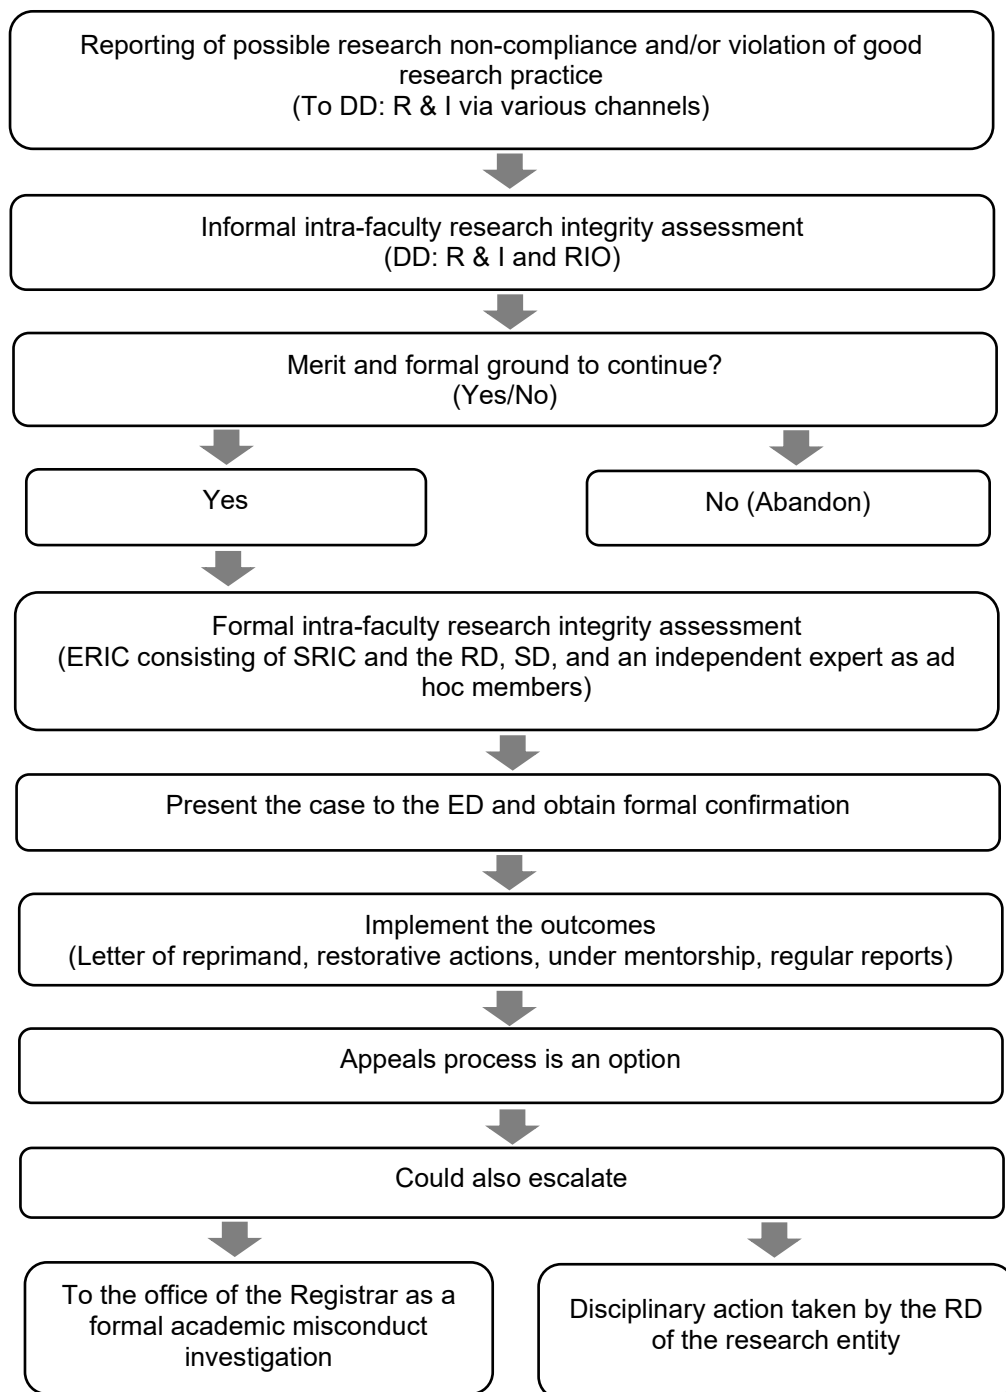 Reporting of possible research non-compliance and/or violation of good
research practice
(To DD: R & I via various channels)
Informal intra-faculty research integrity assessment
(DD: R & I and RIO)
Merit and formal ground to continue?
(Yes/No)
Yes
No (Abandon)
Formal intra-faculty research integrity assessment
(ERIC consisting of SRIC and the RD, SD, and an independent expert as ad
hoc members)
Present the case to the ED and obtain formal confirmation
Implement the outcomes
(Letter of reprimand, restorative actions, under mentorship, regular reports)
Appeals process is an option
Could also escalate
To the office of the Registrar as a
formal academic misconduct
investigation
Disciplinary action taken by the RD
of the research entity